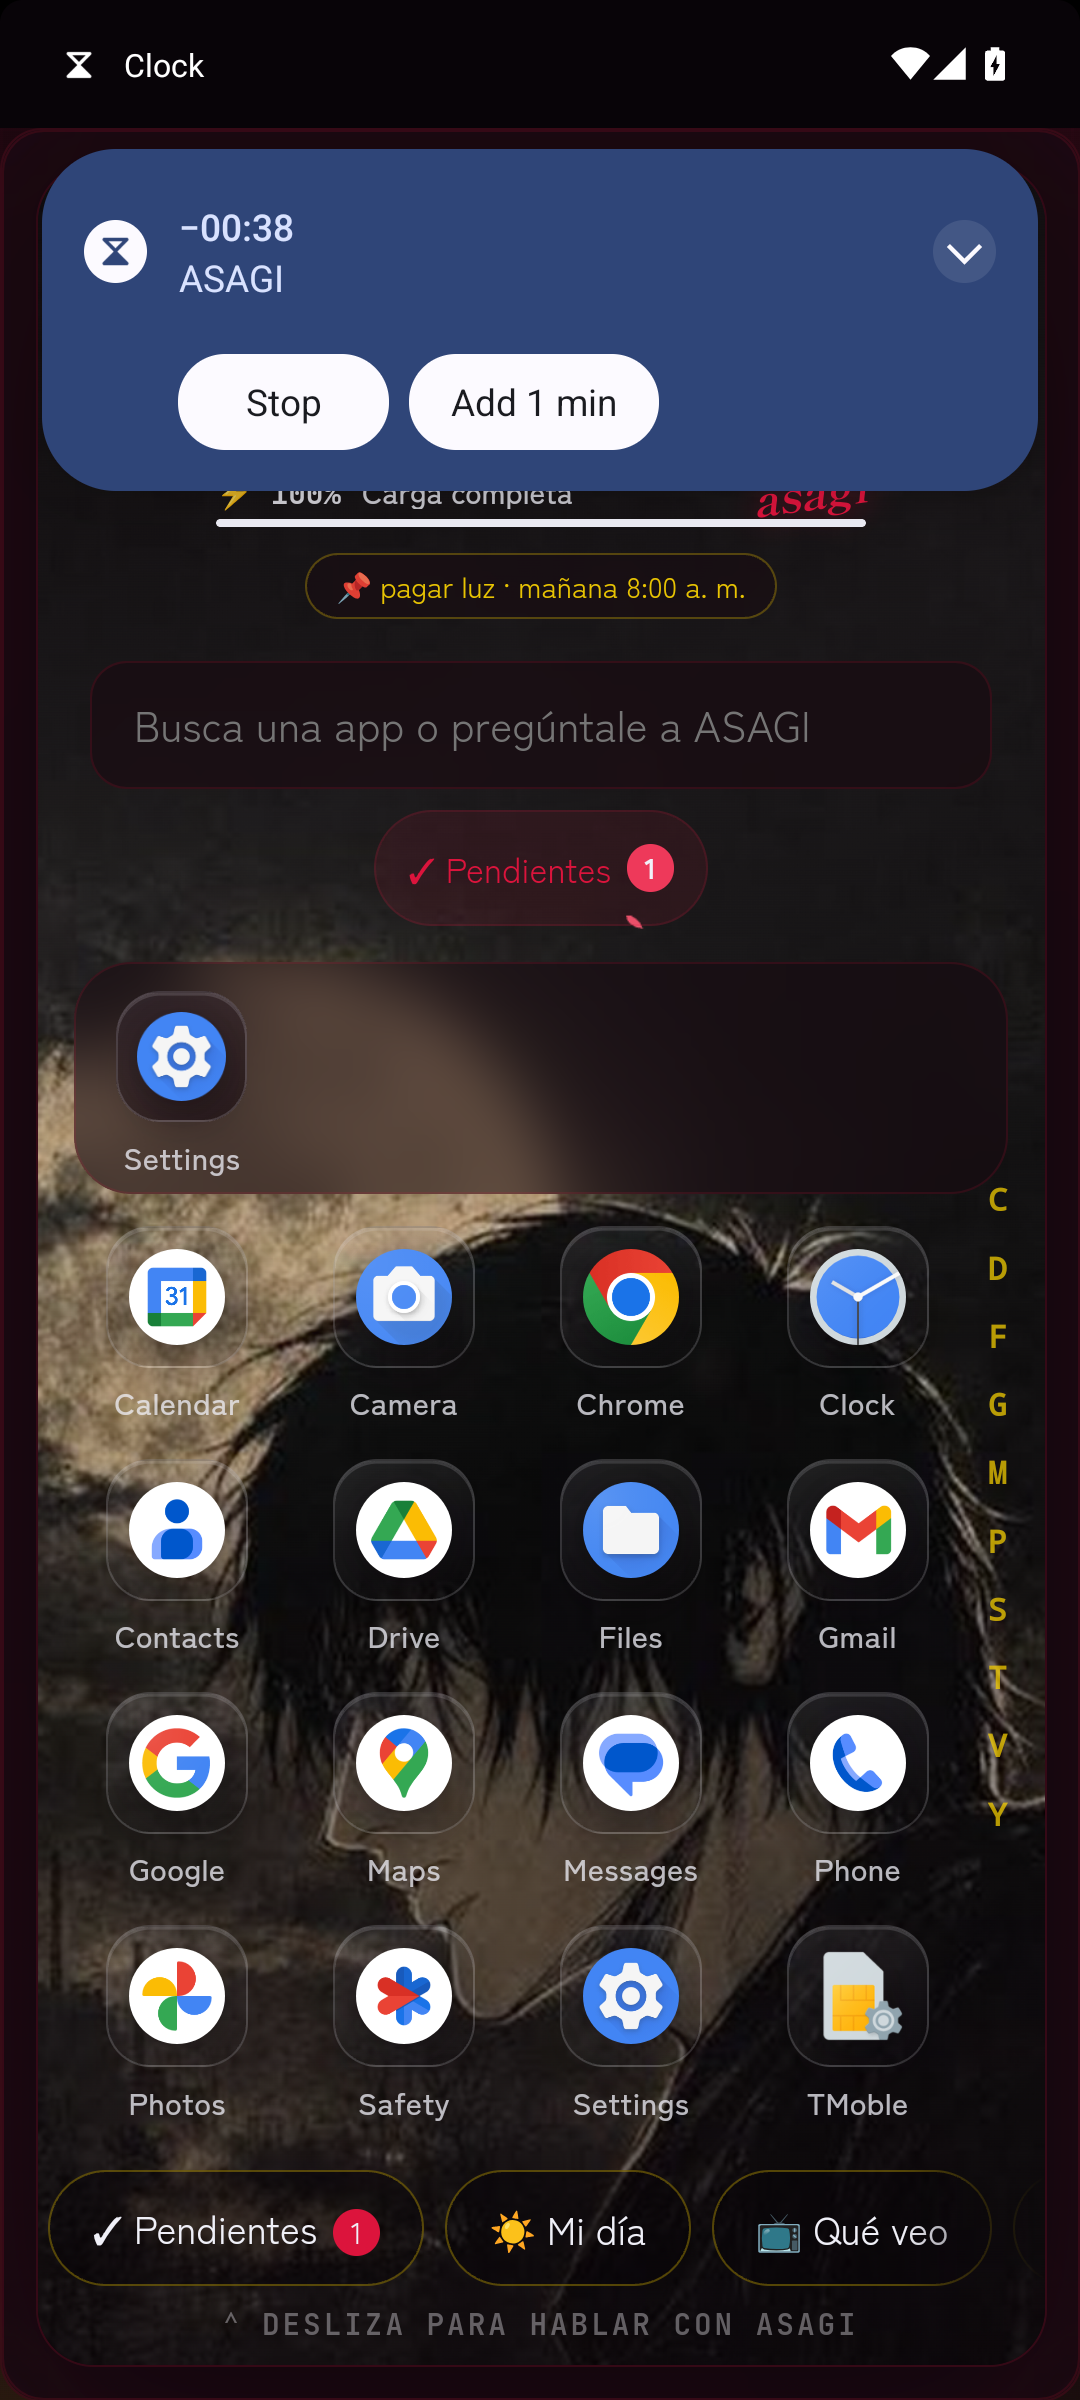 Clock
−00:38
ASAGI
Stop
Add 1 min
100% Carga completa
asagi
pagar luz · mañana 8:00 a. m.
Busca una app o pregúntale a ASAGI
✓ Pendientes 1
Settings
C
D
F
G
M
P
S
T
V
Y
31
Calendar
Camera
Chrome
Clock
Contacts
Drive
Files
Gmail
Google
Maps
Messages
Phone
Photos
Safety
Settings
TMoble
✓ Pendientes 1
Mi día
Qué veo
^ DESLIZA PARA HABLAR CON ASAGI